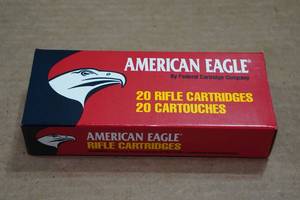 AMERICAN EAGLE®
By Federal Cartridge Company
20 RIFLE CARTRIDGES
20 CARTOUCHES
AMERICAN EAGLE®
RIFLE CARTRIDGES